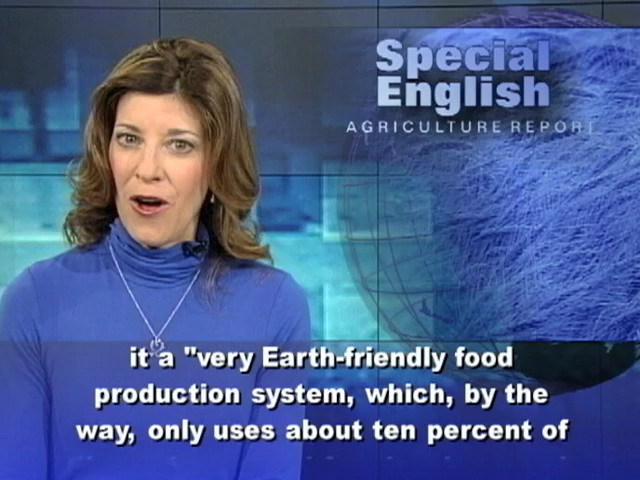 Special
English
AGRICULTURE REPORT
it a "very Earth-friendly food
production system, which, by the
way, only uses about ten percent of